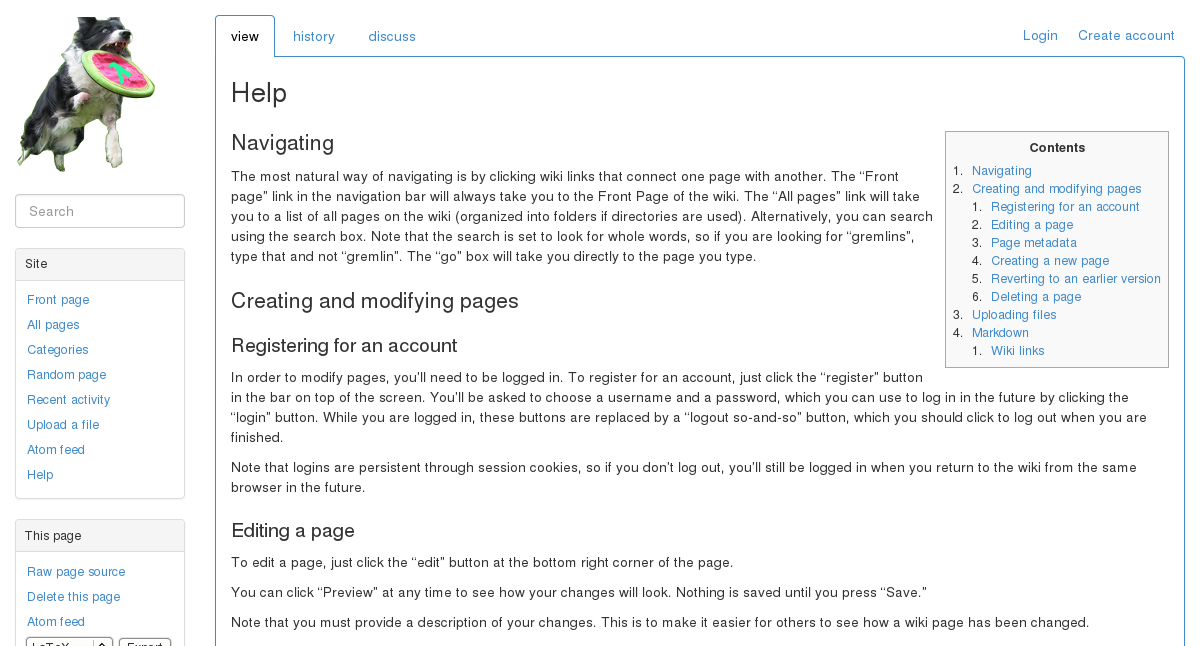 view
history
discuss
Login
Create account
Search
Site
Front page
All pages
Categories
Random page
Recent activity
Upload a file
Atom feed
Help
This page
Raw page source
Delete this page
Atom feed
LaTeX
Export
Help
Contents
1. Navigating
2. Creating and modifying pages
1. Registering for an account
2. Editing a page
3. Page metadata
4. Creating a new page
5. Reverting to an earlier version
6. Deleting a page
3. Uploading files
4. Markdown
1. Wiki links
Navigating
The most natural way of navigating is by clicking wiki links that connect one page with another. The “Front
page” link in the navigation bar will always take you to the Front Page of the wiki. The “All pages” link will take
you to a list of all pages on the wiki (organized into folders if directories are used). Alternatively, you can search
using the search box. Note that the search is set to look for whole words, so if you are looking for “gremlins”,
type that and not “gremlin”. The “go” box will take you directly to the page you type.
Creating and modifying pages
Registering for an account
In order to modify pages, you’ll need to be logged in. To register for an account, just click the “register” button
in the bar on top of the screen. You’ll be asked to choose a username and a password, which you can use to log in in the future by clicking the
“login” button. While you are logged in, these buttons are replaced by a “logout so-and-so” button, which you should click to log out when you are
finished.
Note that logins are persistent through session cookies, so if you don’t log out, you’ll still be logged in when you return to the wiki from the same
browser in the future.
Editing a page
To edit a page, just click the “edit” button at the bottom right corner of the page.
You can click “Preview” at any time to see how your changes will look. Nothing is saved until you press “Save.”
Note that you must provide a description of your changes. This is to make it easier for others to see how a wiki page has been changed.